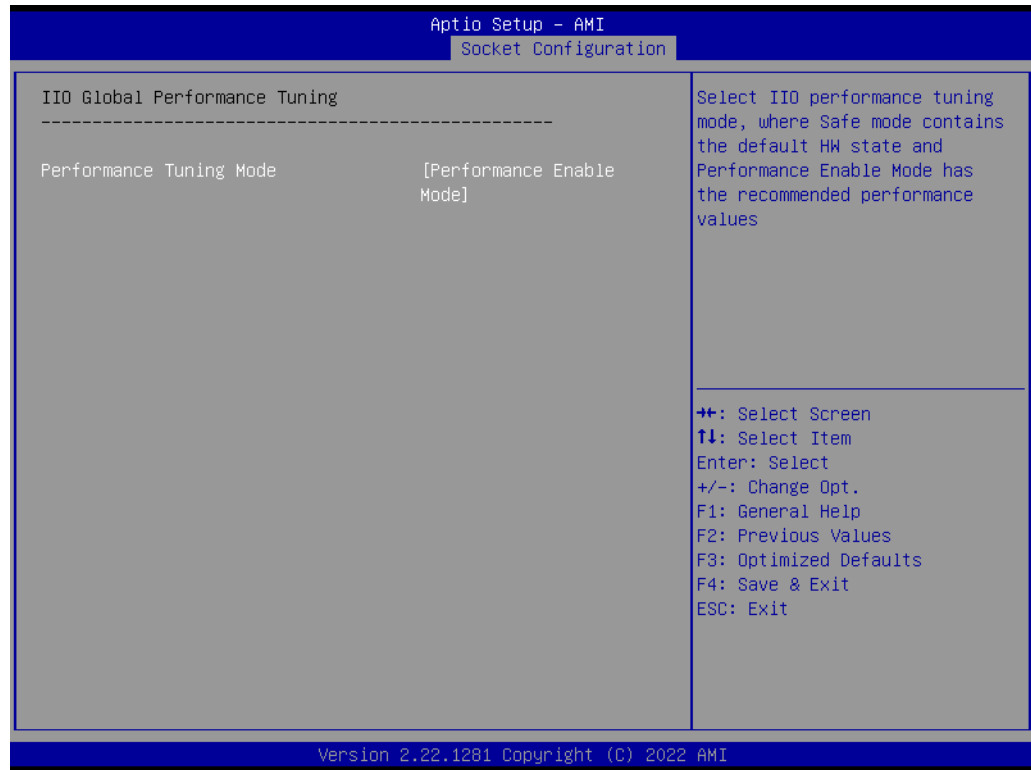 Aptio Setup – AMI
Socket Configuration
IIO Global Performance Tuning
--------------------------------------------------
Performance Tuning Mode [Performance Enable
Mode]
Select IIO performance tuning
mode, where Safe mode contains
the default HW state and
Performance Enable Mode has
the recommended performance
values
→←: Select Screen
↑↓: Select Item
Enter: Select
+/-: Change Opt.
F1: General Help
F2: Previous Values
F3: Optimized Defaults
F4: Save & Exit
ESC: Exit
Version 2.22.1281 Copyright (C) 2022 AMI